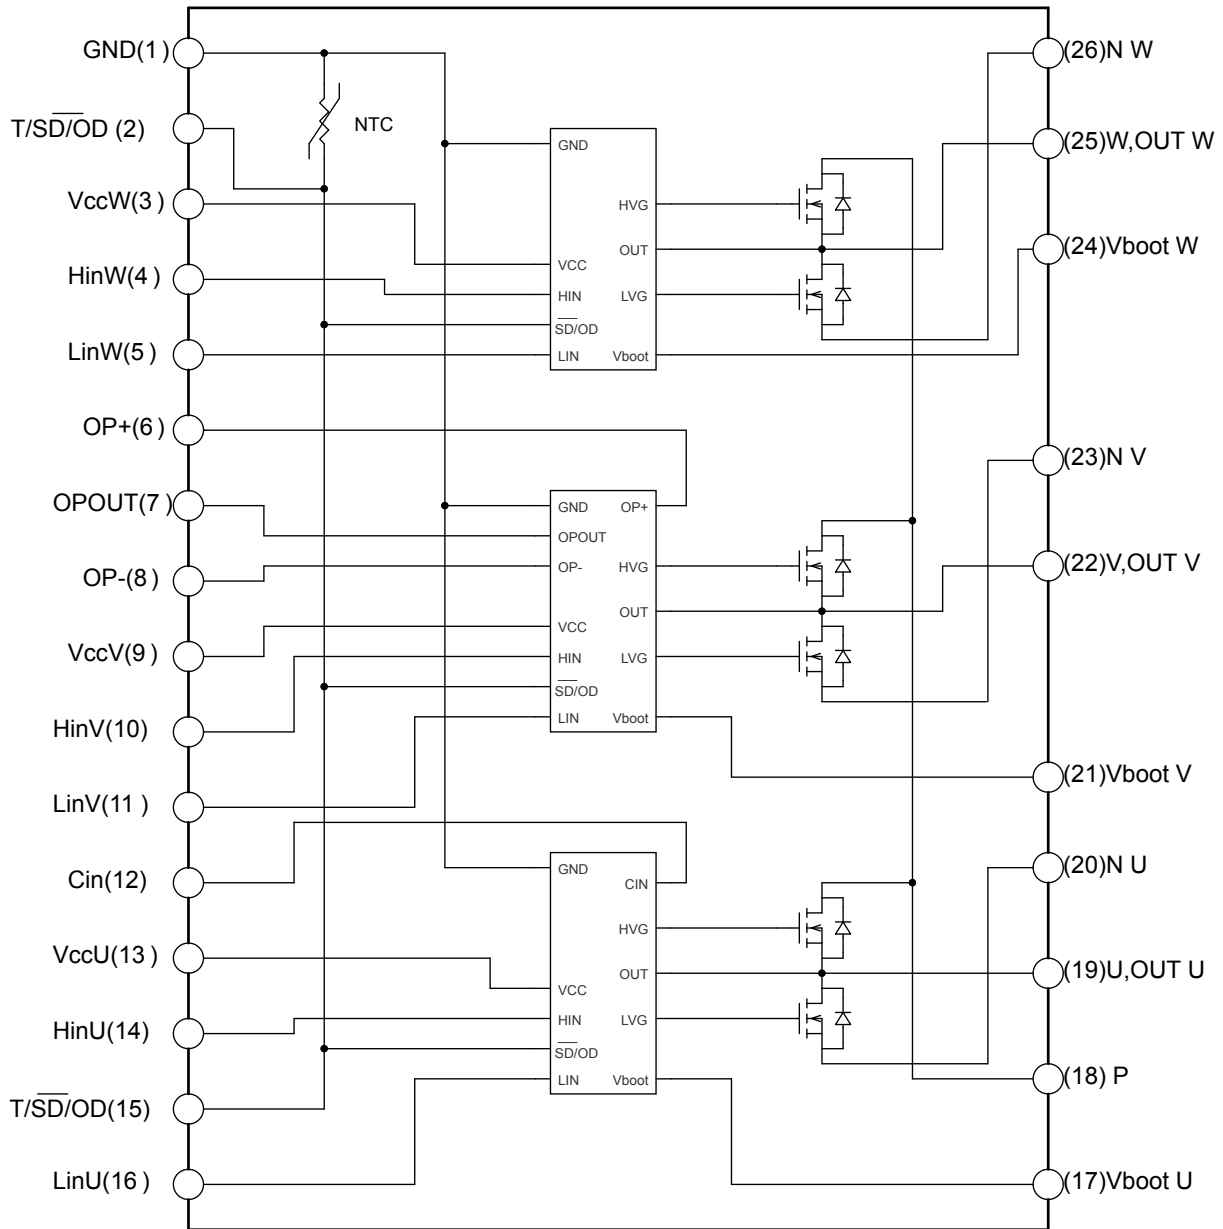 GND(1)
T/SD/OD (2)
VccW(3)
HinW(4)
LinW(5)
OP+(6)
OPOUT(7)
OP-(8)
VccV(9)
HinV(10)
LinV(11)
Cin(12)
VccU(13)
HinU(14)
T/SD/OD(15)
LinU(16)
NTC
GND
HVG
OUT
VCC
HIN
LVG
SD/OD
LIN
Vboot
GND
OP+
OPOUT
OP-
HVG
OUT
VCC
HIN
LVG
SD/OD
LIN
Vboot
GND
CIN
HVG
OUT
VCC
HIN
LVG
SD/OD
LIN
Vboot
(26)N W
(25)W,OUT W
(24)Vboot W
(23)N V
(22)V,OUT V
(21)Vboot V
(20)N U
(19)U,OUT U
(18) P
(17)Vboot U